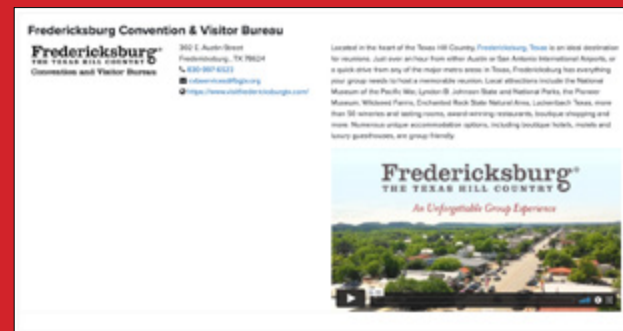 Fredericksburg Convention & Visitor Bureau
Fredericksburg
THE TEXAS HILL COUNTRY
Convention and Visitor Bureau
302 E. Austin Street
Fredericksburg, TX 78624
https://www.visitfredericksburgtx.com/
Located in the heart of the Texas Hill Country, Fredericksburg, Texas is an ideal destination
for reunions. Just over an hour from either Austin or San Antonio International Airports, or
a quick drive from any of the major metro areas in Texas, Fredericksburg has everything
your group needs to host a memorable reunion. Local attractions include the National
Museum of the Pacific War, Lyndon B. Johnson State and National Parks, the Pioneer
Museum, Wildseed Farms, Enchanted Rock State Natural Area, Luckenbach Texas, more
than 50 wineries and tasting rooms, award-winning restaurants, boutique shopping and
more. Numerous unique accommodation options, including boutique hotels, motels and
luxury guesthouses, are group friendly.
Fredericksburg
THE TEXAS HILL COUNTRY
An Unforgettable Group Experience